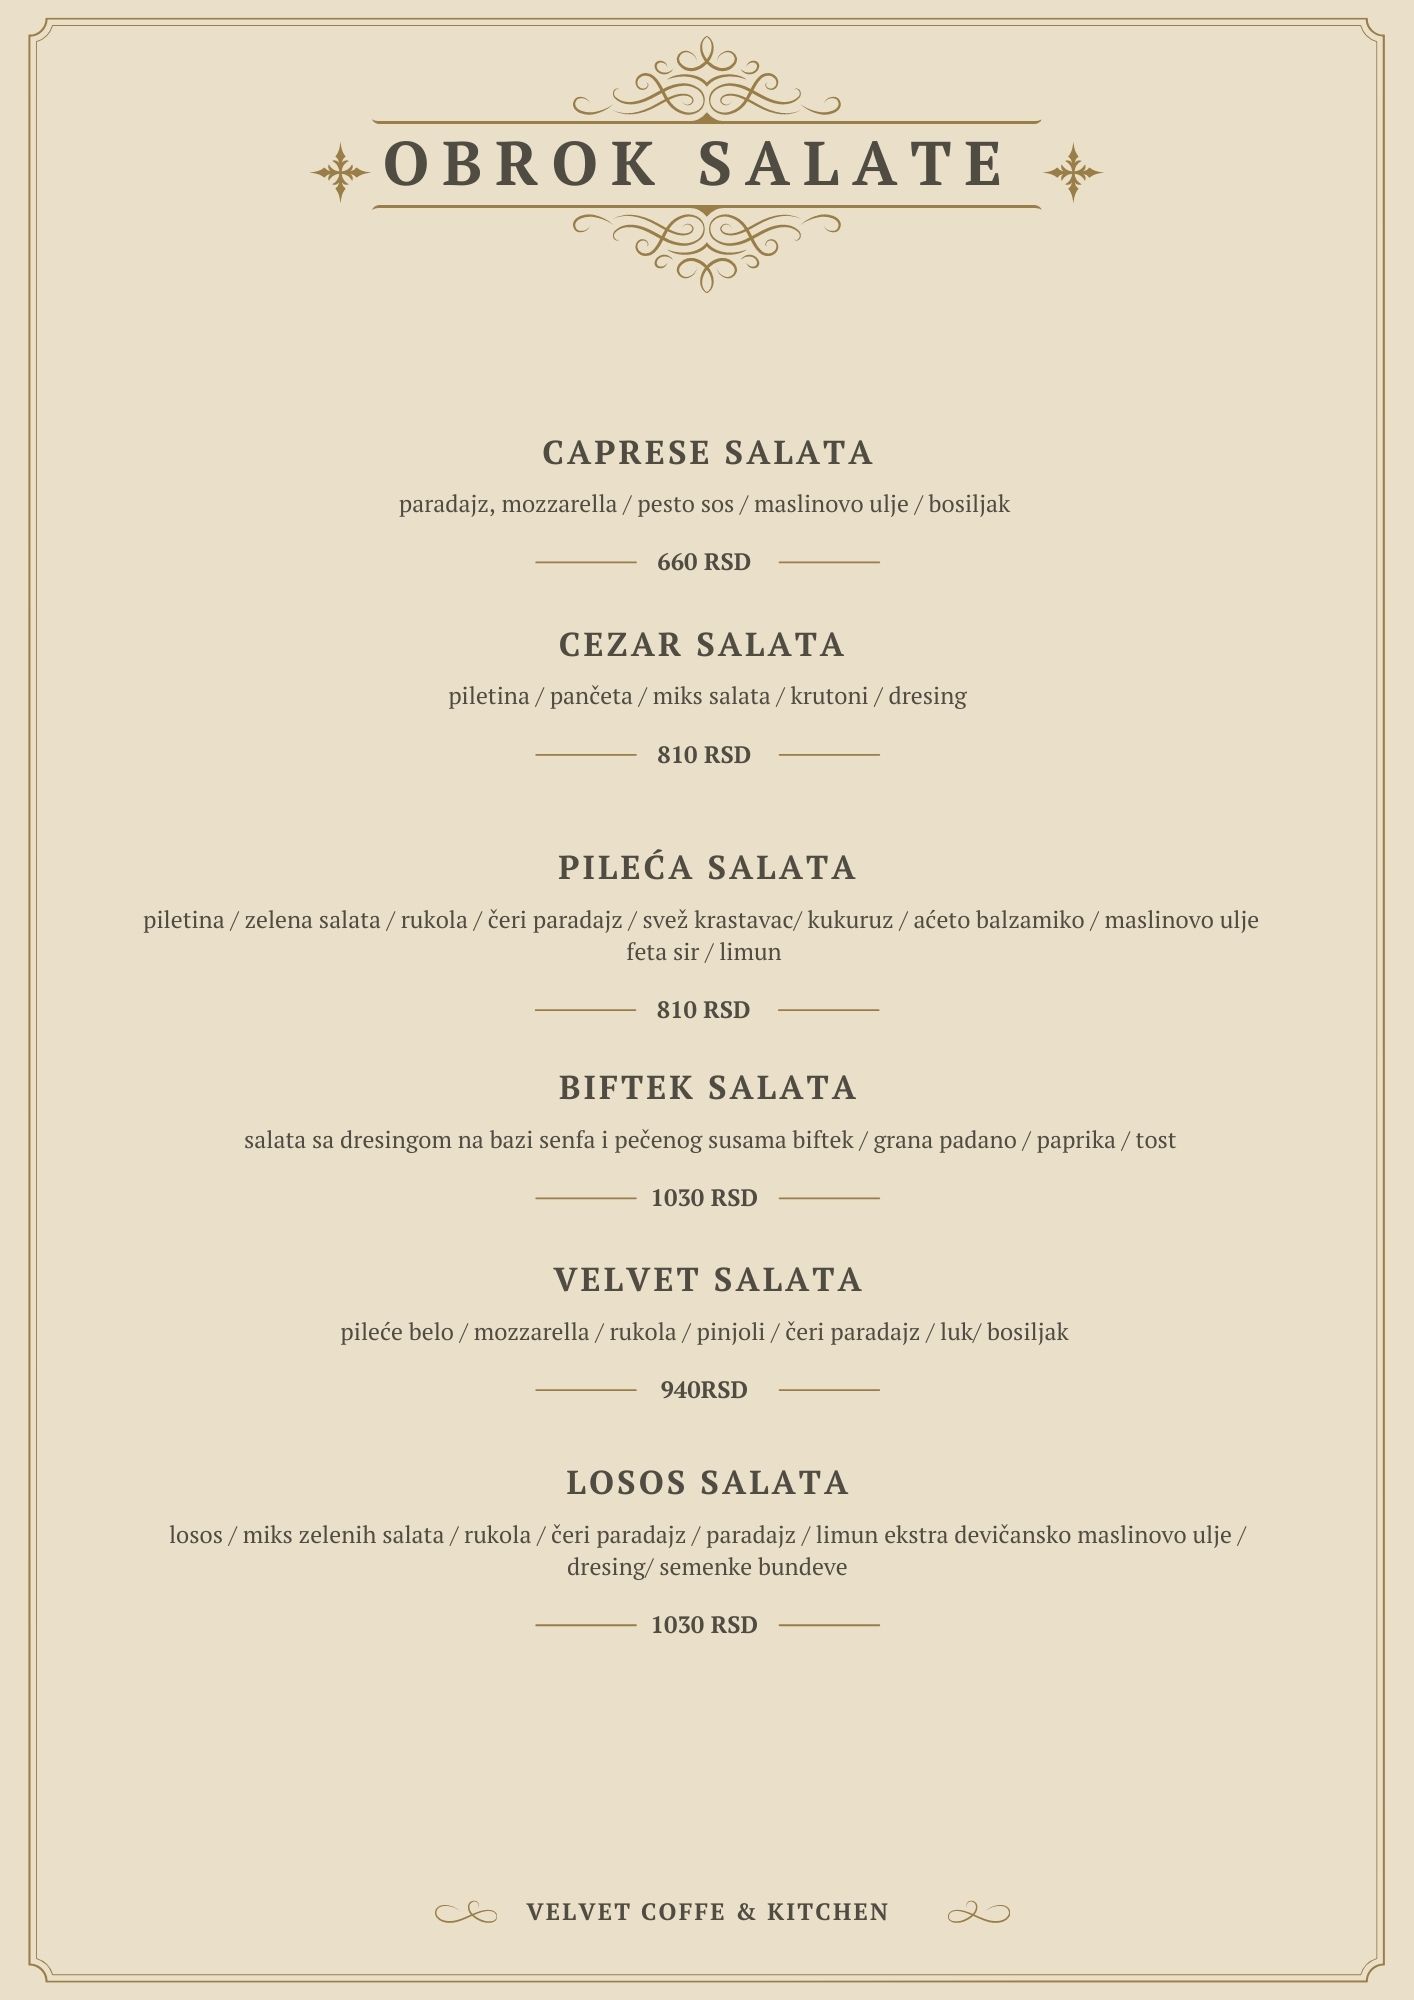 OBROK SALATE
CAPRESE SALATA
paradajz, mozzarella / pesto sos / maslinovo ulje / bosiljak
660 RSD
CEZAR SALATA
piletina / pančeta / miks salata / krutoni / dresing
810 RSD
PILEĆA SALATA
piletina / zelena salata / rukola / čeri paradajz / svež krastavac/ kukuruz / aćeto balzamiko / maslinovo ulje
feta sir / limun
810 RSD
BIFTEK SALATA
salata sa dresingom na bazi senfa i pečenog susama biftek / grana padano / paprika / tost
1030 RSD
VELVET SALATA
pileće belo / mozzarella / rukola / pinjoli / čeri paradajz / luk/ bosiljak
940RSD
LOSOS SALATA
losos / miks zelenih salata / rukola / čeri paradajz / paradajz / limun ekstra devičansko maslinovo ulje /
dresing/ semenke bundeve
1030 RSD
VELVET COFFE & KITCHEN